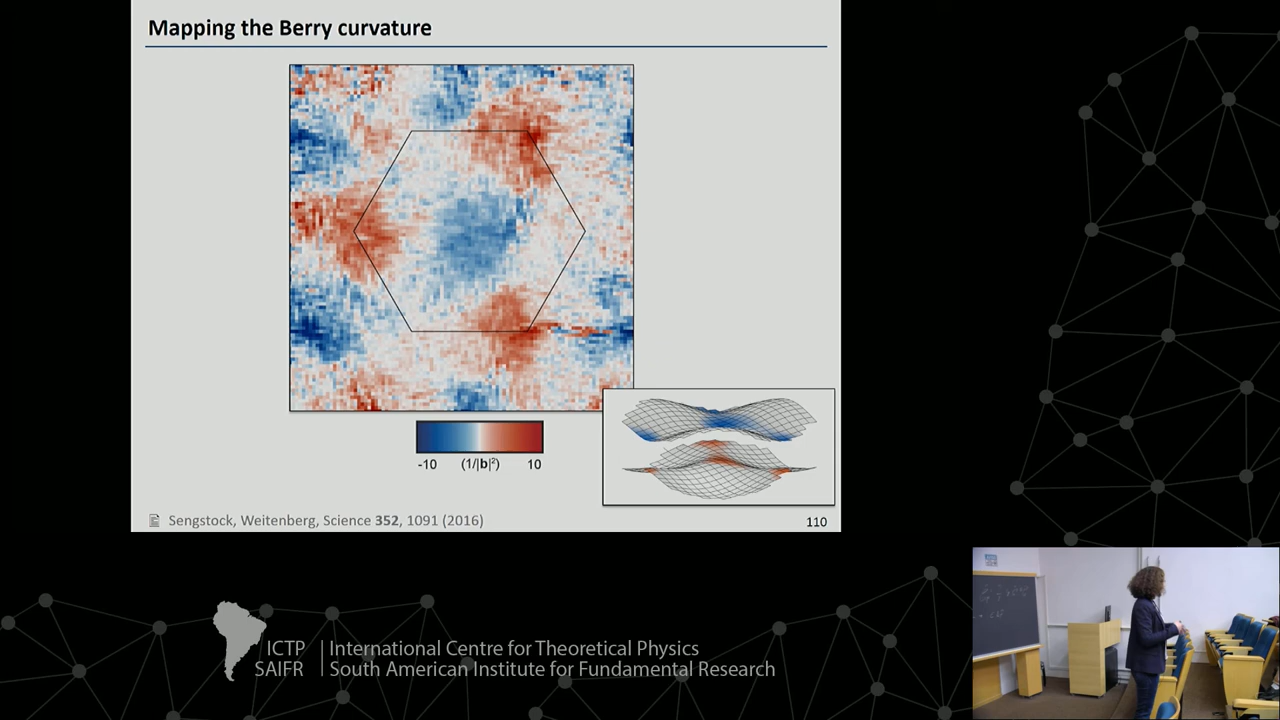 Mapping the Berry curvature
-10 (1/|b|²) 10
Sengstock, Weitenberg, Science 352, 1091 (2016)
110
ICTP International Centre for Theoretical Physics
SAIFR South American Institute for Fundamental Research